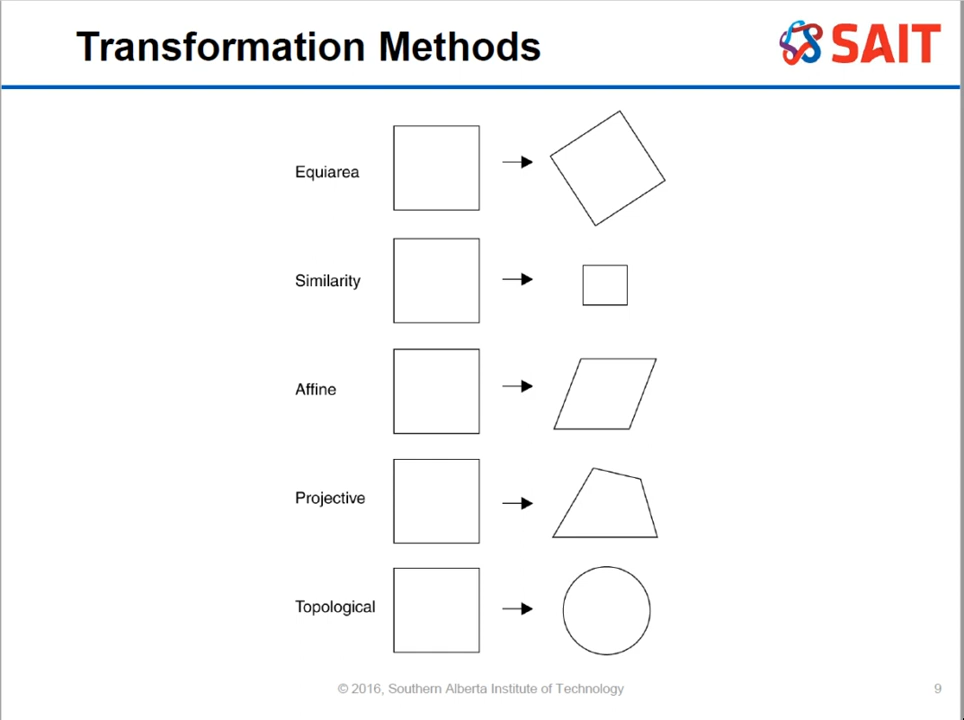 Transformation Methods
SAIT
Equiarea
Similarity
Affine
Projective
Topological
© 2016, Southern Alberta Institute of Technology
9